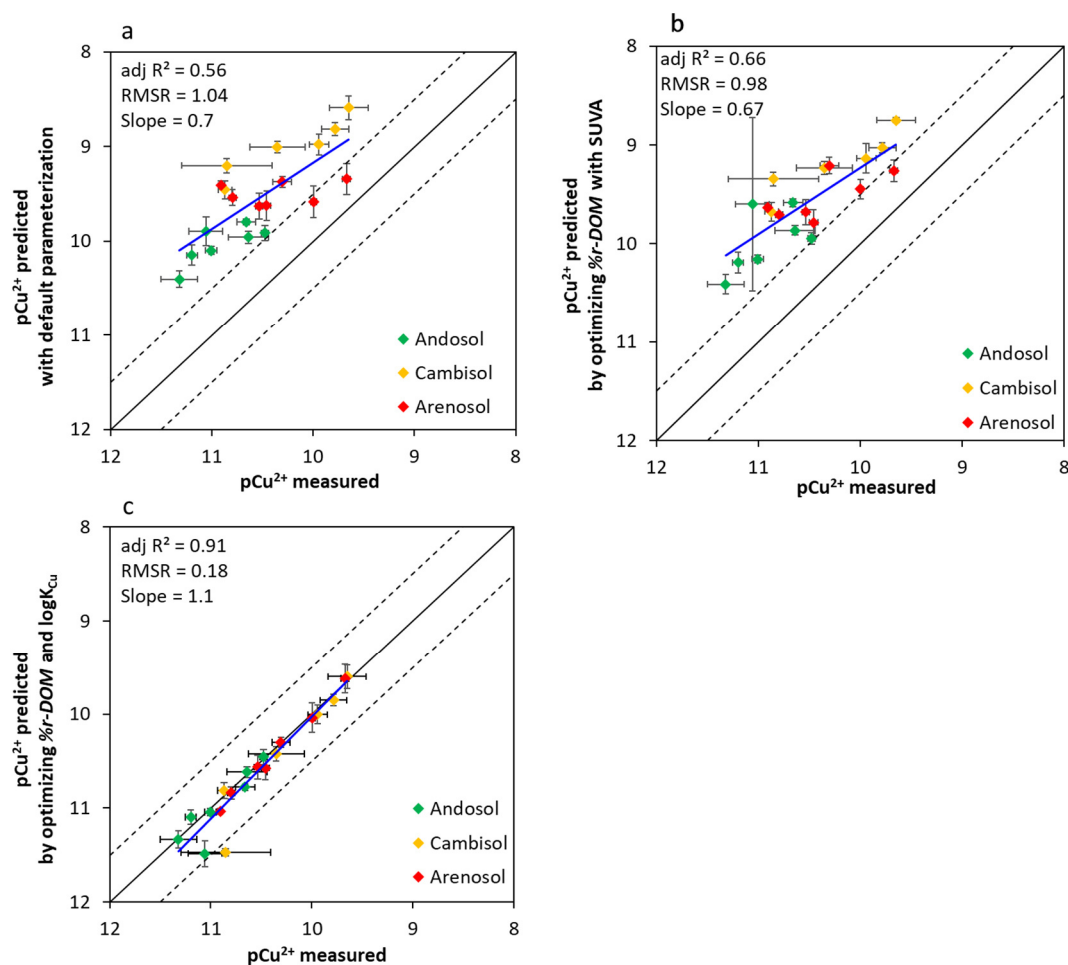 a
adj R² = 0.56
RMSR = 1.04
Slope = 0.7
8
9
10
11
12
pCu²⁺ predicted
with default parameterization
Andosol
Cambisol
Arenosol
12
11
10
9
8
pCu²⁺ measured
b
adj R² = 0.66
RMSR = 0.98
Slope = 0.67
8
9
10
11
12
pCu²⁺ predicted
by optimizing %r-DOM with SUVA
Andosol
Cambisol
Arenosol
12
11
10
9
8
pCu²⁺ measured
c
adj R² = 0.91
RMSR = 0.18
Slope = 1.1
8
9
10
11
12
pCu²⁺ predicted
by optimizing %r-DOM and logK_Cu
Andosol
Cambisol
Arenosol
12
11
10
9
8
pCu²⁺ measured